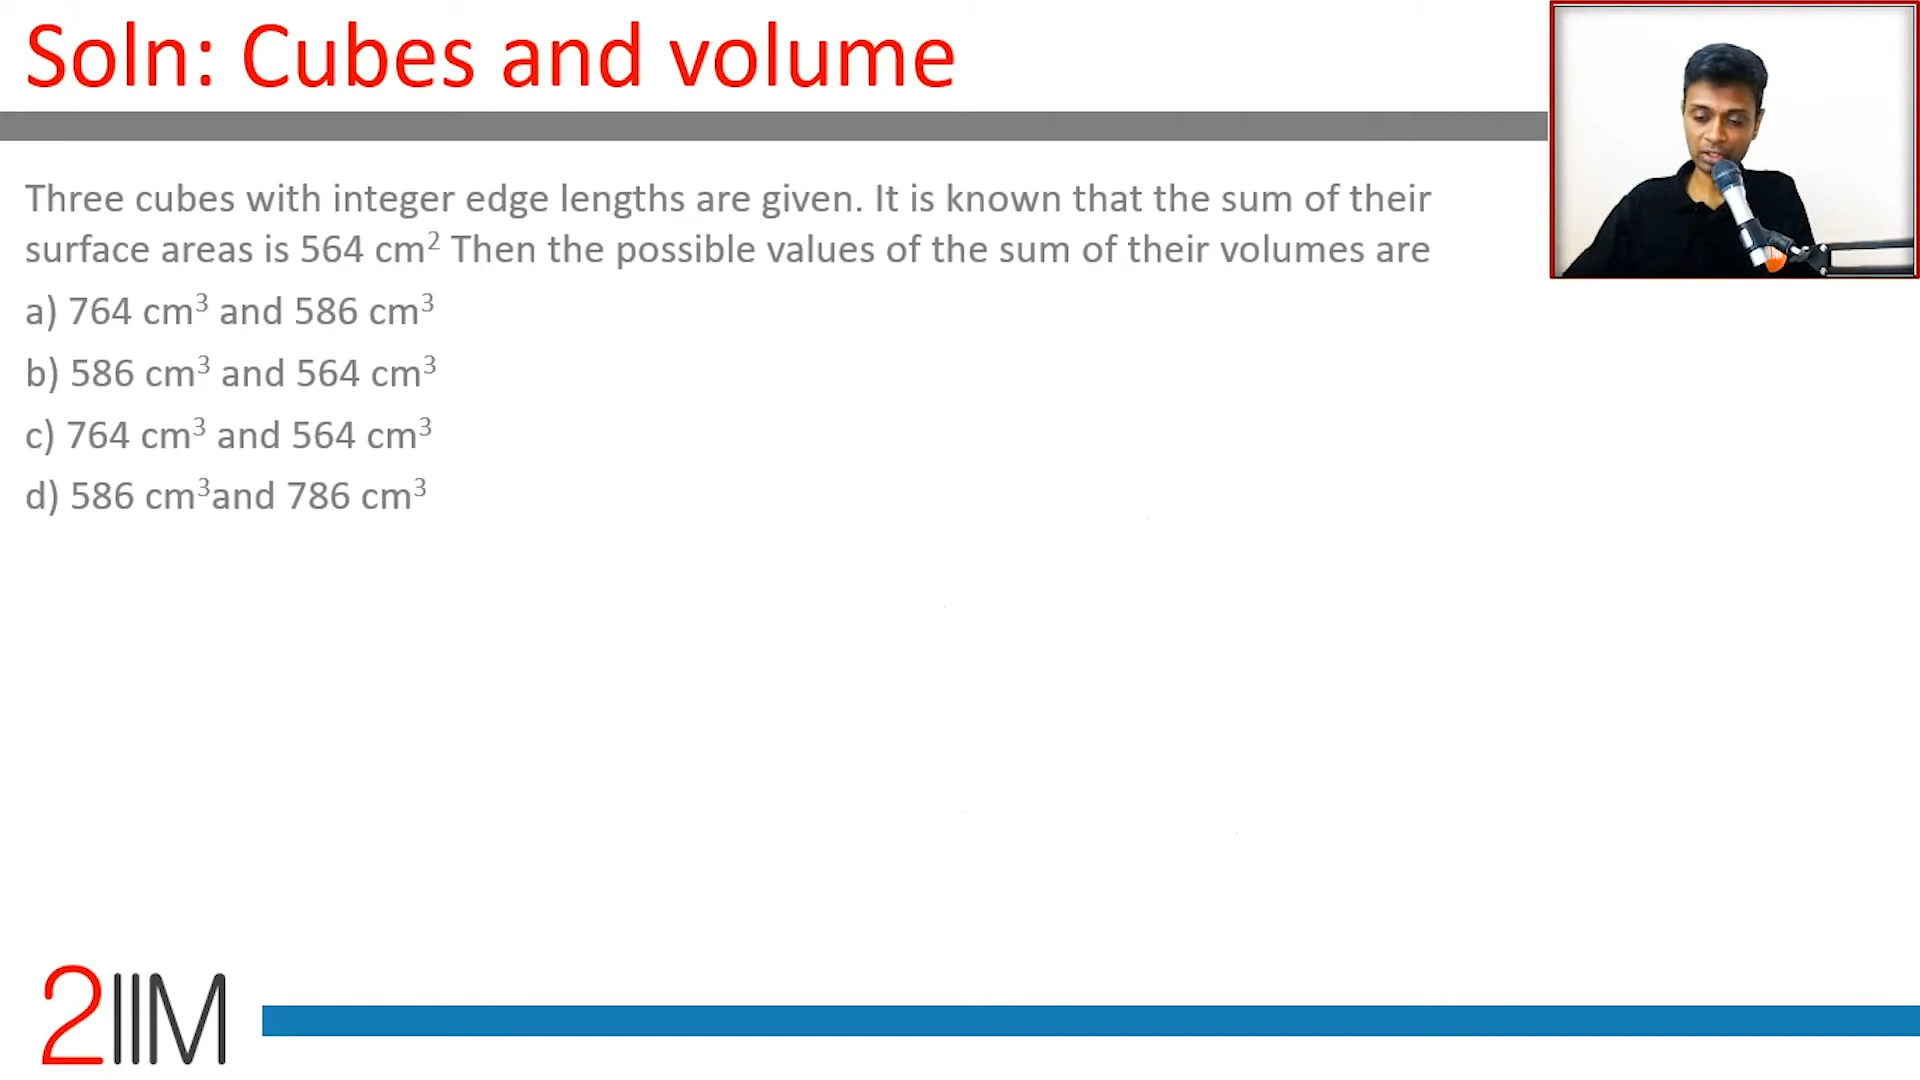 Soln: Cubes and volume
Three cubes with integer edge lengths are given. It is known that the sum of their
surface areas is 564 cm² Then the possible values of the sum of their volumes are
a) 764 cm³ and 586 cm³
b) 586 cm³ and 564 cm³
c) 764 cm³ and 564 cm³
d) 586 cm³and 786 cm³
2IIM